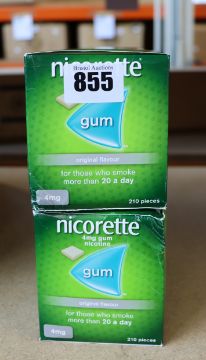 nicorette
Bristol Auctions
855
gum
original flavour
for those who smoke
more than 20 a day
4mg
210 pieces
nicorette
4mg gum
nicotine
gum
original flavour
for those who smoke
more than 20 a day
4mg
210 pieces